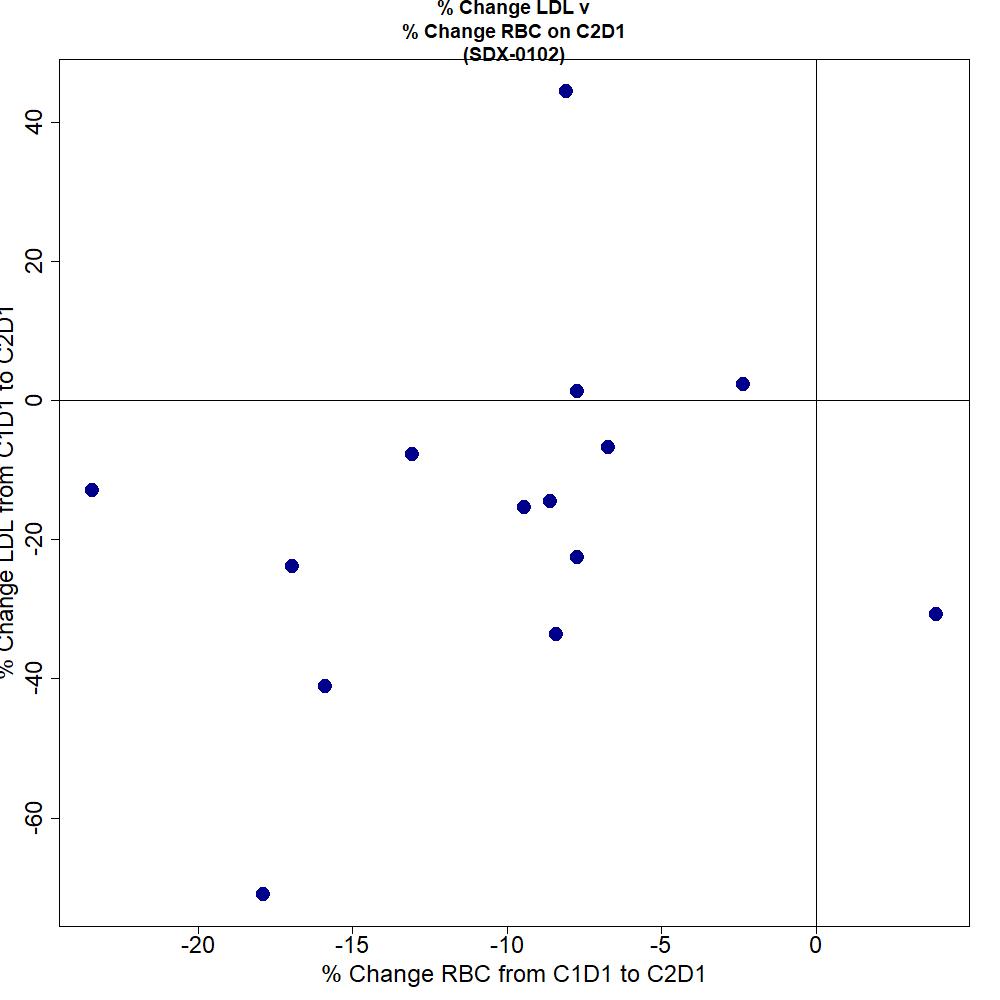 % Change LDL v
% Change RBC on C2D1
(SDX-0102)
% Change LDL from C1D1 to C2D1
40
20
0
-20
-40
-60
-20
-15
-10
-5
0
% Change RBC from C1D1 to C2D1